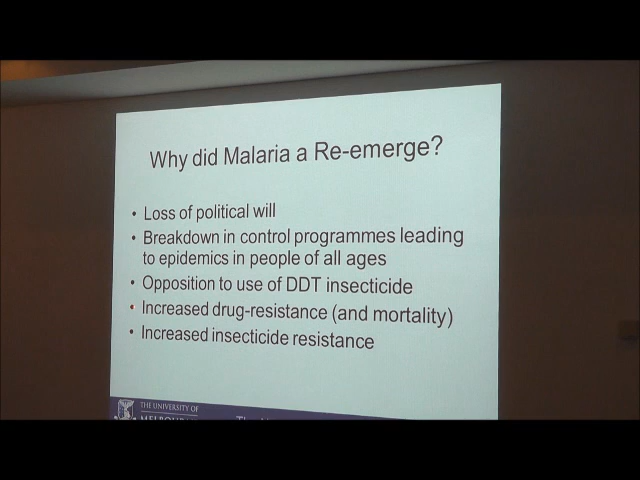 Why did Malaria a Re-emerge?
• Loss of political will
• Breakdown in control programmes leading
to epidemics in people of all ages
• Opposition to use of DDT insecticide
• Increased drug-resistance (and mortality)
• Increased insecticide resistance
THE UNIVERSITY OF